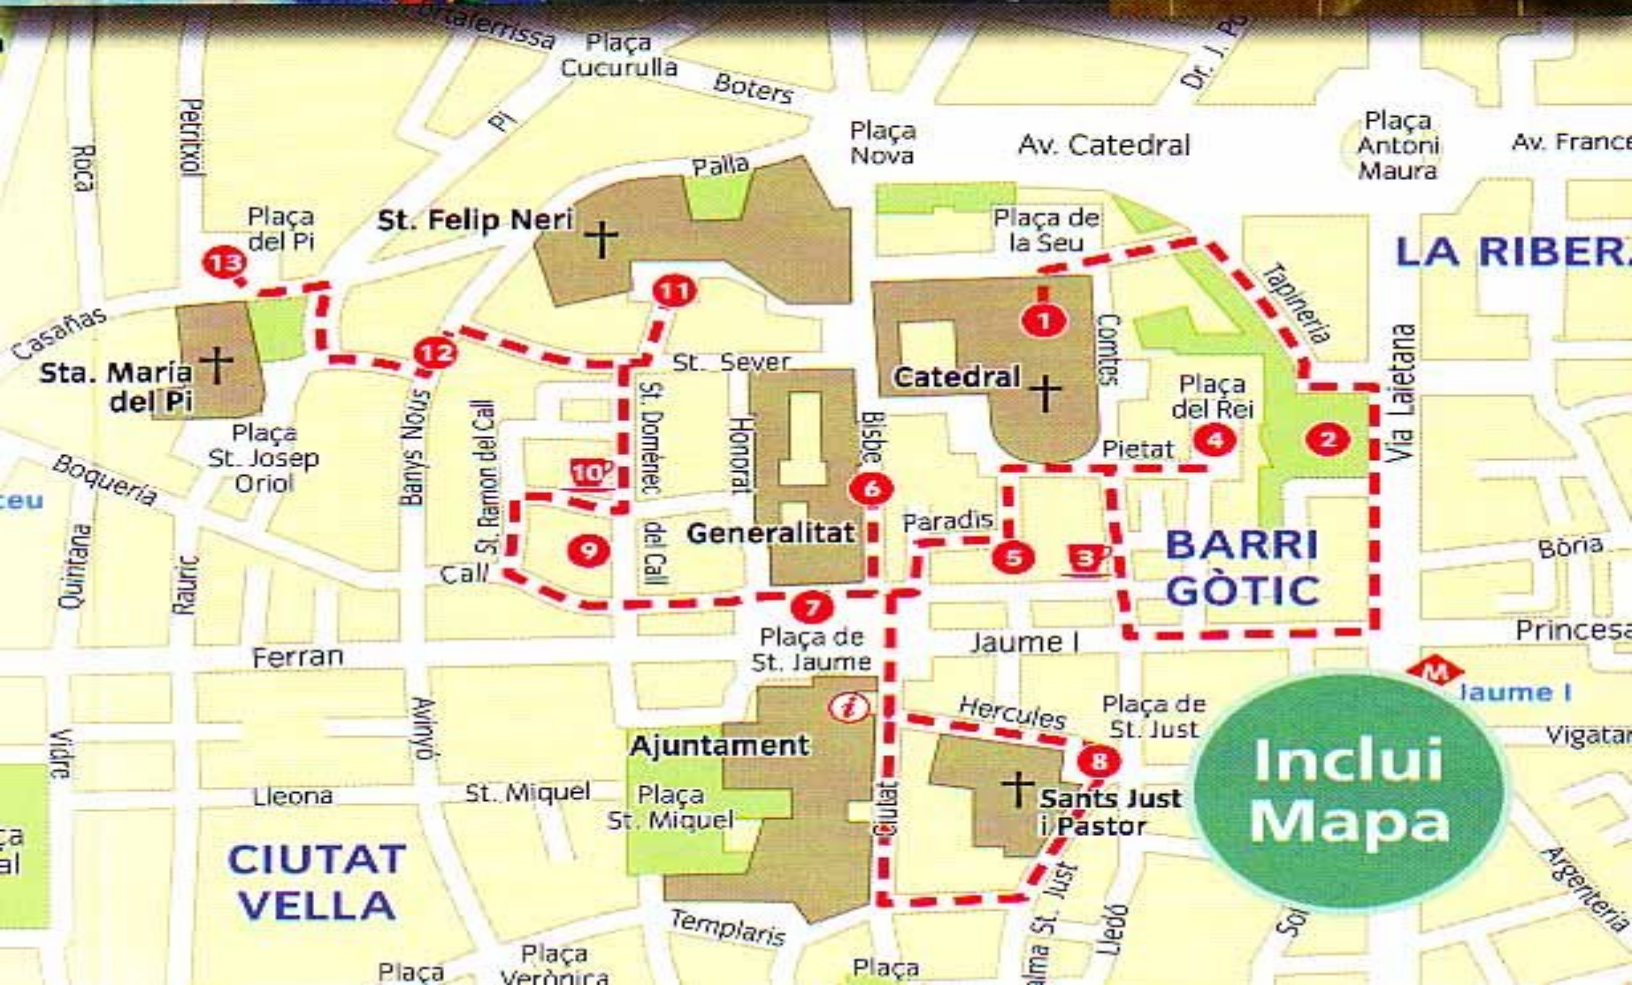 Plaça
Cucurulla
Boters
Pi
Petritxol
Roca
Palla
Plaça
Nova
Av. Catedral
Plaça
Antoni
Maura
Av. France
Plaça
del Pi
St. Felip Neri
Plaça de
la Seu
LA RIBER
Tapineria
13
11
1
12
Casañas
Sta. María
del Pi
St. Sever
Catedral
Comtes
Via Laietana
Plaça
del Rei
4
2
Pietat
Plaça
St. Josep
Oriol
Boqueria
Banys Nous
St. Ramon del Call
St. Domènec
del Call
Honorat
Bisbe
10
6
9
Generalitat
Paradis
5
3
BARRI
GÒTIC
Bòria
Call
Quintana
Rauric
7
Plaça de
St. Jaume
Jaume I
Princesa
Ferran
M
Jaume I
i
Hercules
Plaça de
St. Just
Vigatan
Avinyó
Vidre
Ajuntament
8
Sants Just
i Pastor
Inclui
Mapa
Lleona
St. Miquel
Plaça
St. Miquel
Ciutat
CIUTAT
VELLA
Templaris
St. Just
Lledó
Argenteria
Plaça
Plaça
Verònica
Plaça